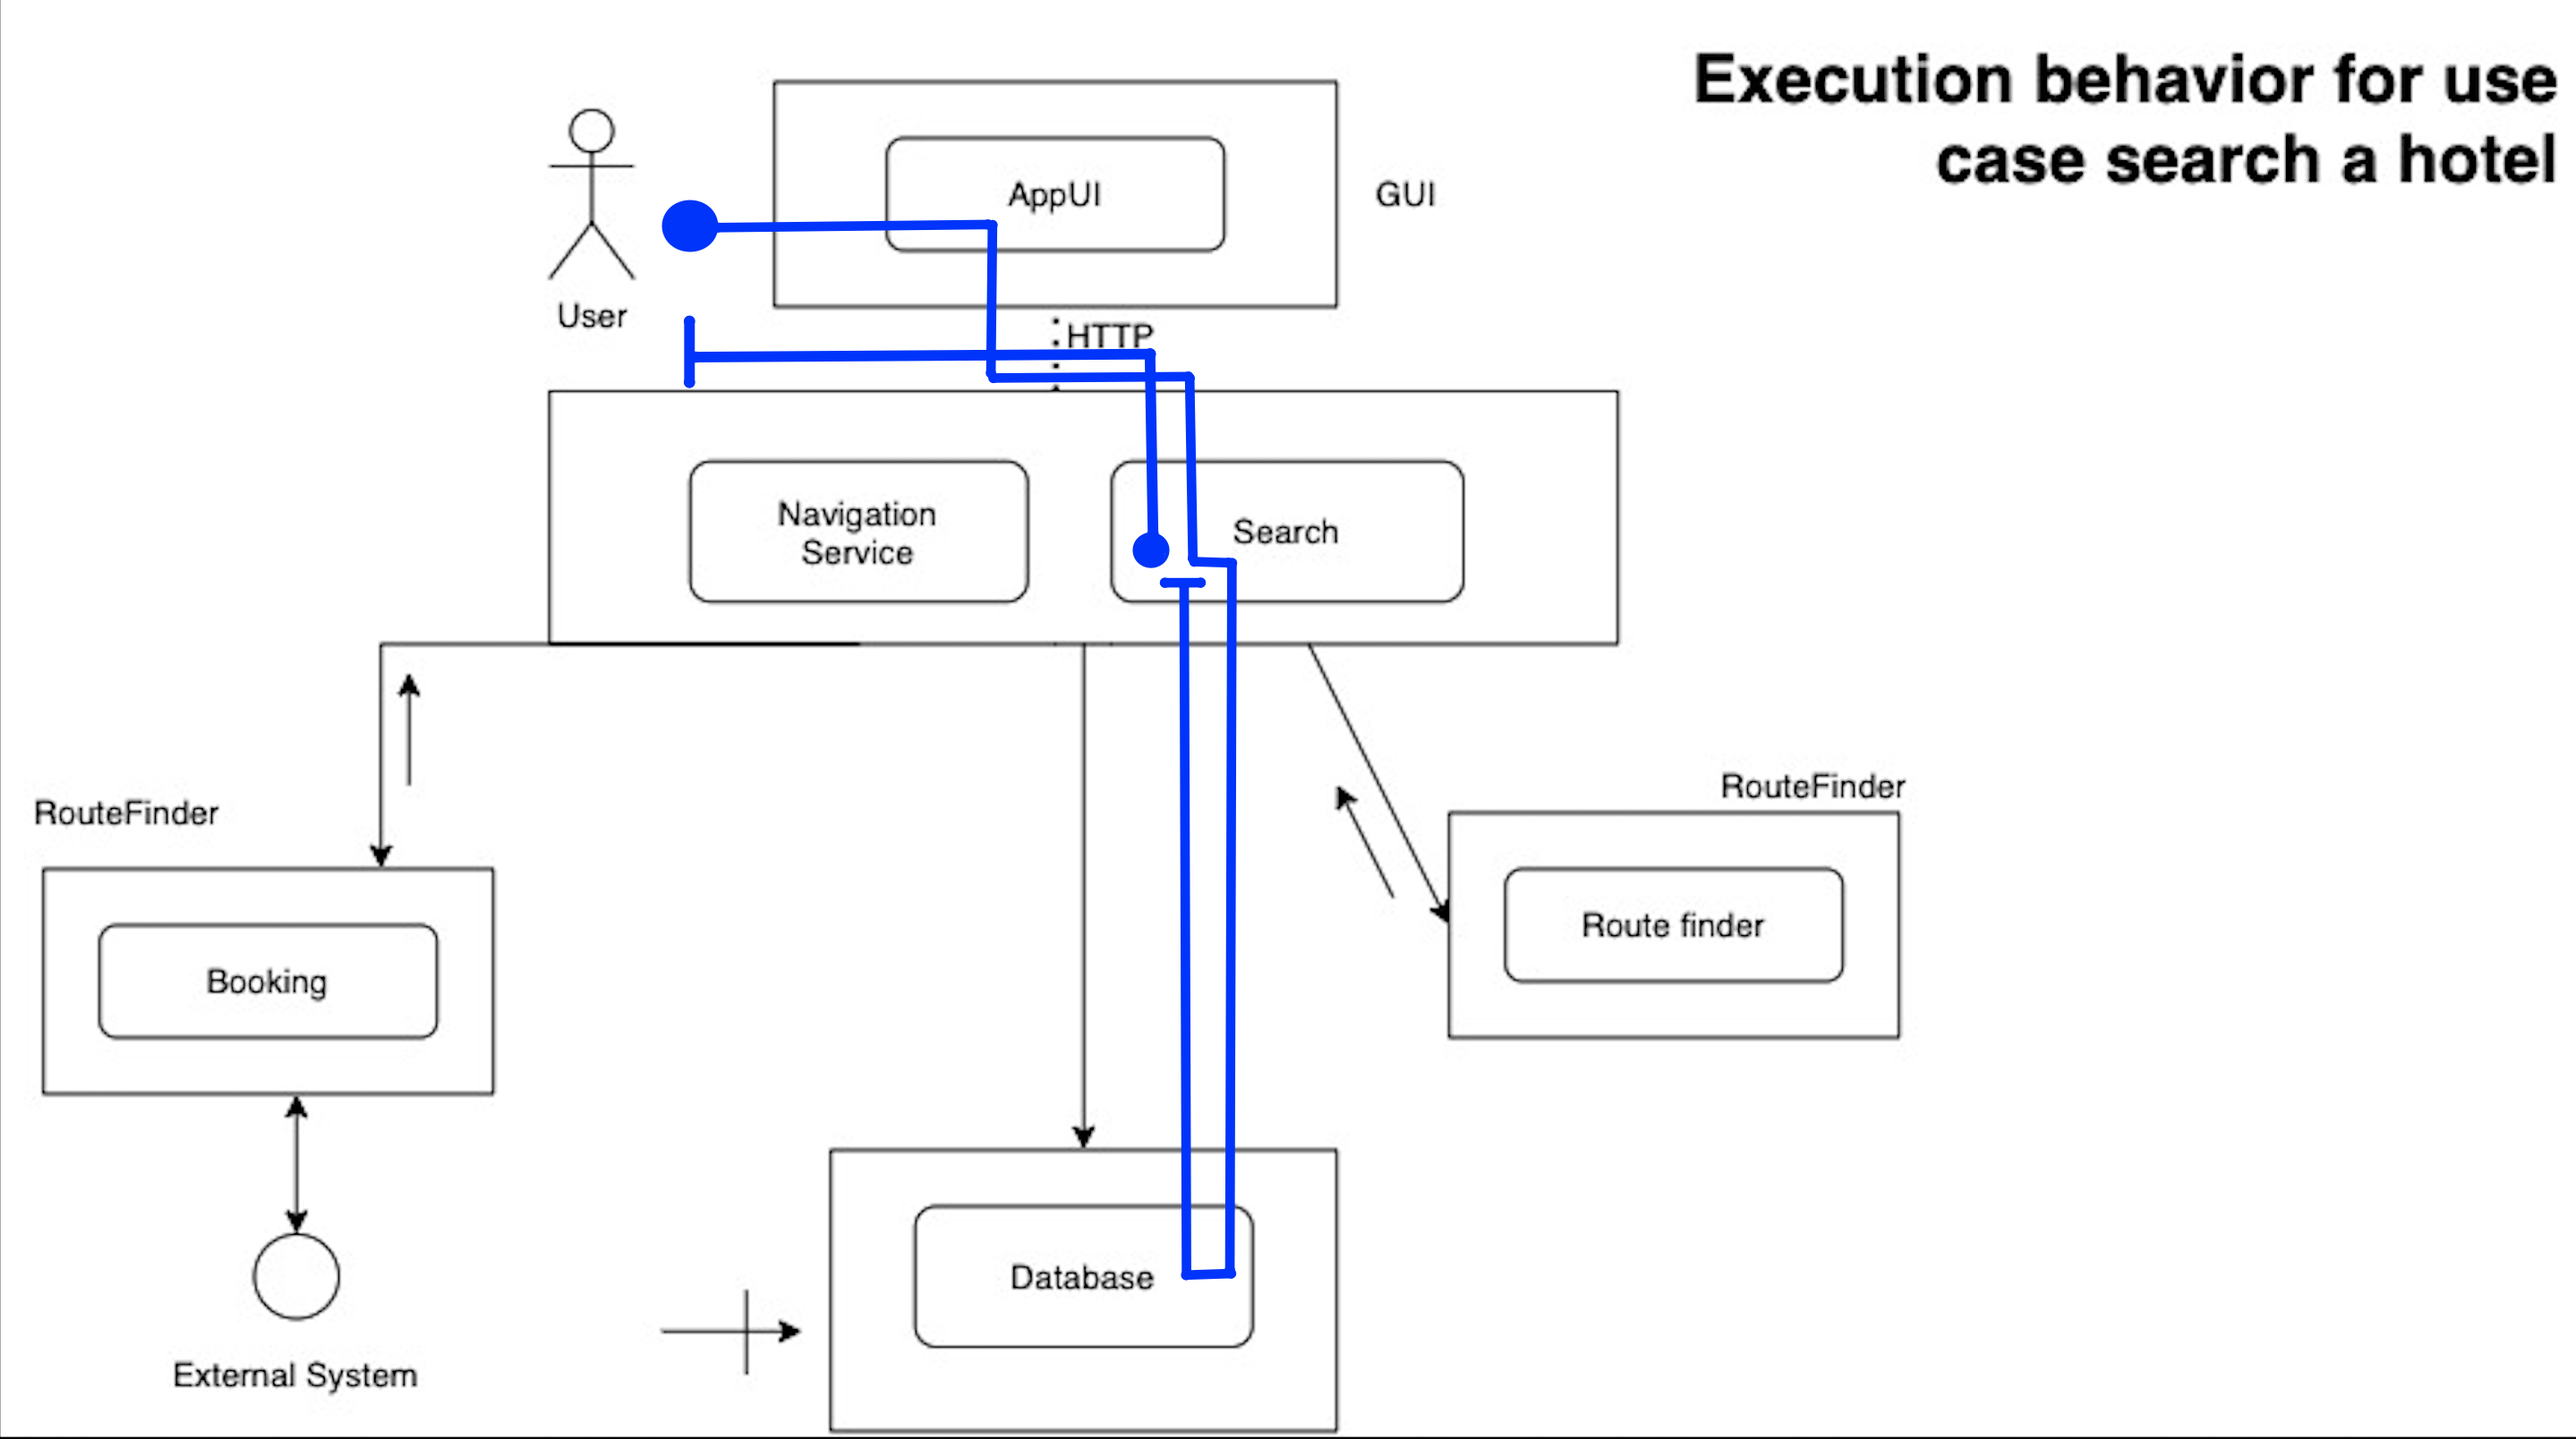 Execution behavior for use
case search a hotel
AppUI
GUI
User
HTTP
Navigation
Service
Search
RouteFinder
RouteFinder
Route finder
Booking
Database
External System